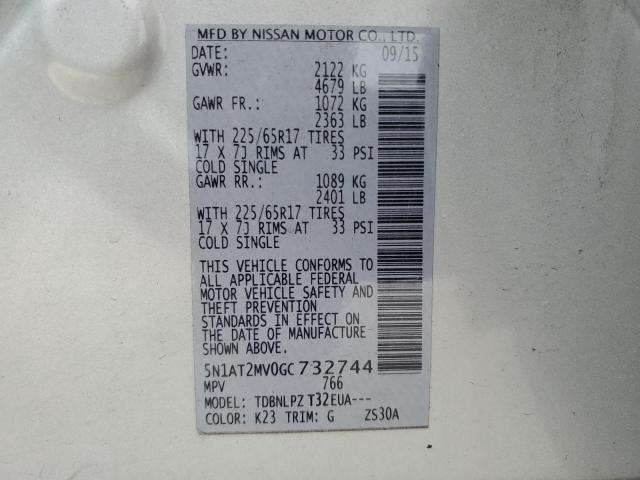 MFD BY NISSAN MOTOR CO., LTD.
DATE: 09/15
GVWR: 2122 KG
4679 LB
GAWR FR.: 1072 KG
2363 LB
WITH 225/65R17 TIRES
17 X 7J RIMS AT 33 PSI
COLD SINGLE
GAWR RR.: 1089 KG
2401 LB
WITH 225/65R17 TIRES
17 X 7J RIMS AT 33 PSI
COLD SINGLE
THIS VEHICLE CONFORMS TO
ALL APPLICABLE FEDERAL
MOTOR VEHICLE SAFETY AND
THEFT PREVENTION
STANDARDS IN EFFECT ON
THE DATE OF MANUFACTURE
SHOWN ABOVE.
5N1AT2MV0GC732744
MPV 766
MODEL: TDBNLPZ T32EUA---
COLOR: K23 TRIM: G ZS30A